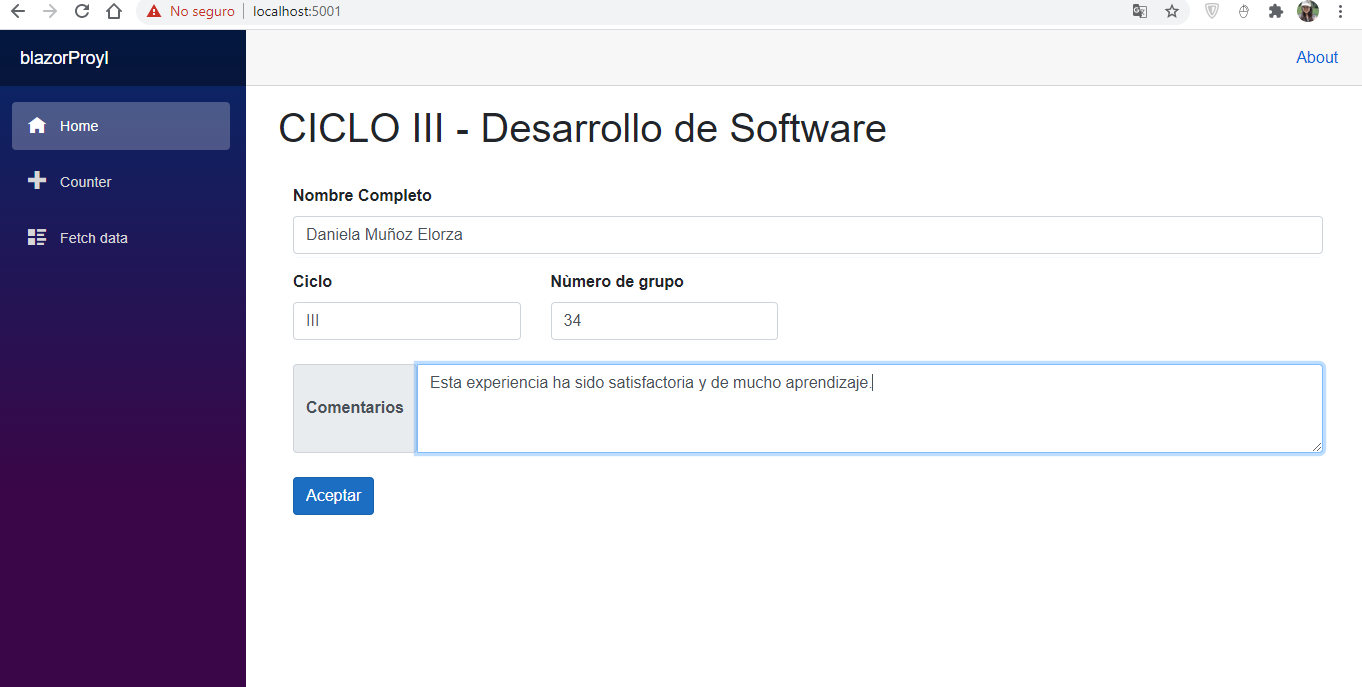 No seguro localhost:5001
blazorProyI
About
Home
Counter
Fetch data
CICLO III - Desarrollo de Software
Nombre Completo
Daniela Muñoz Elorza
Ciclo Nùmero de grupo
III 34
Comentarios Esta experiencia ha sido satisfactoria y de mucho aprendizaje.
Aceptar